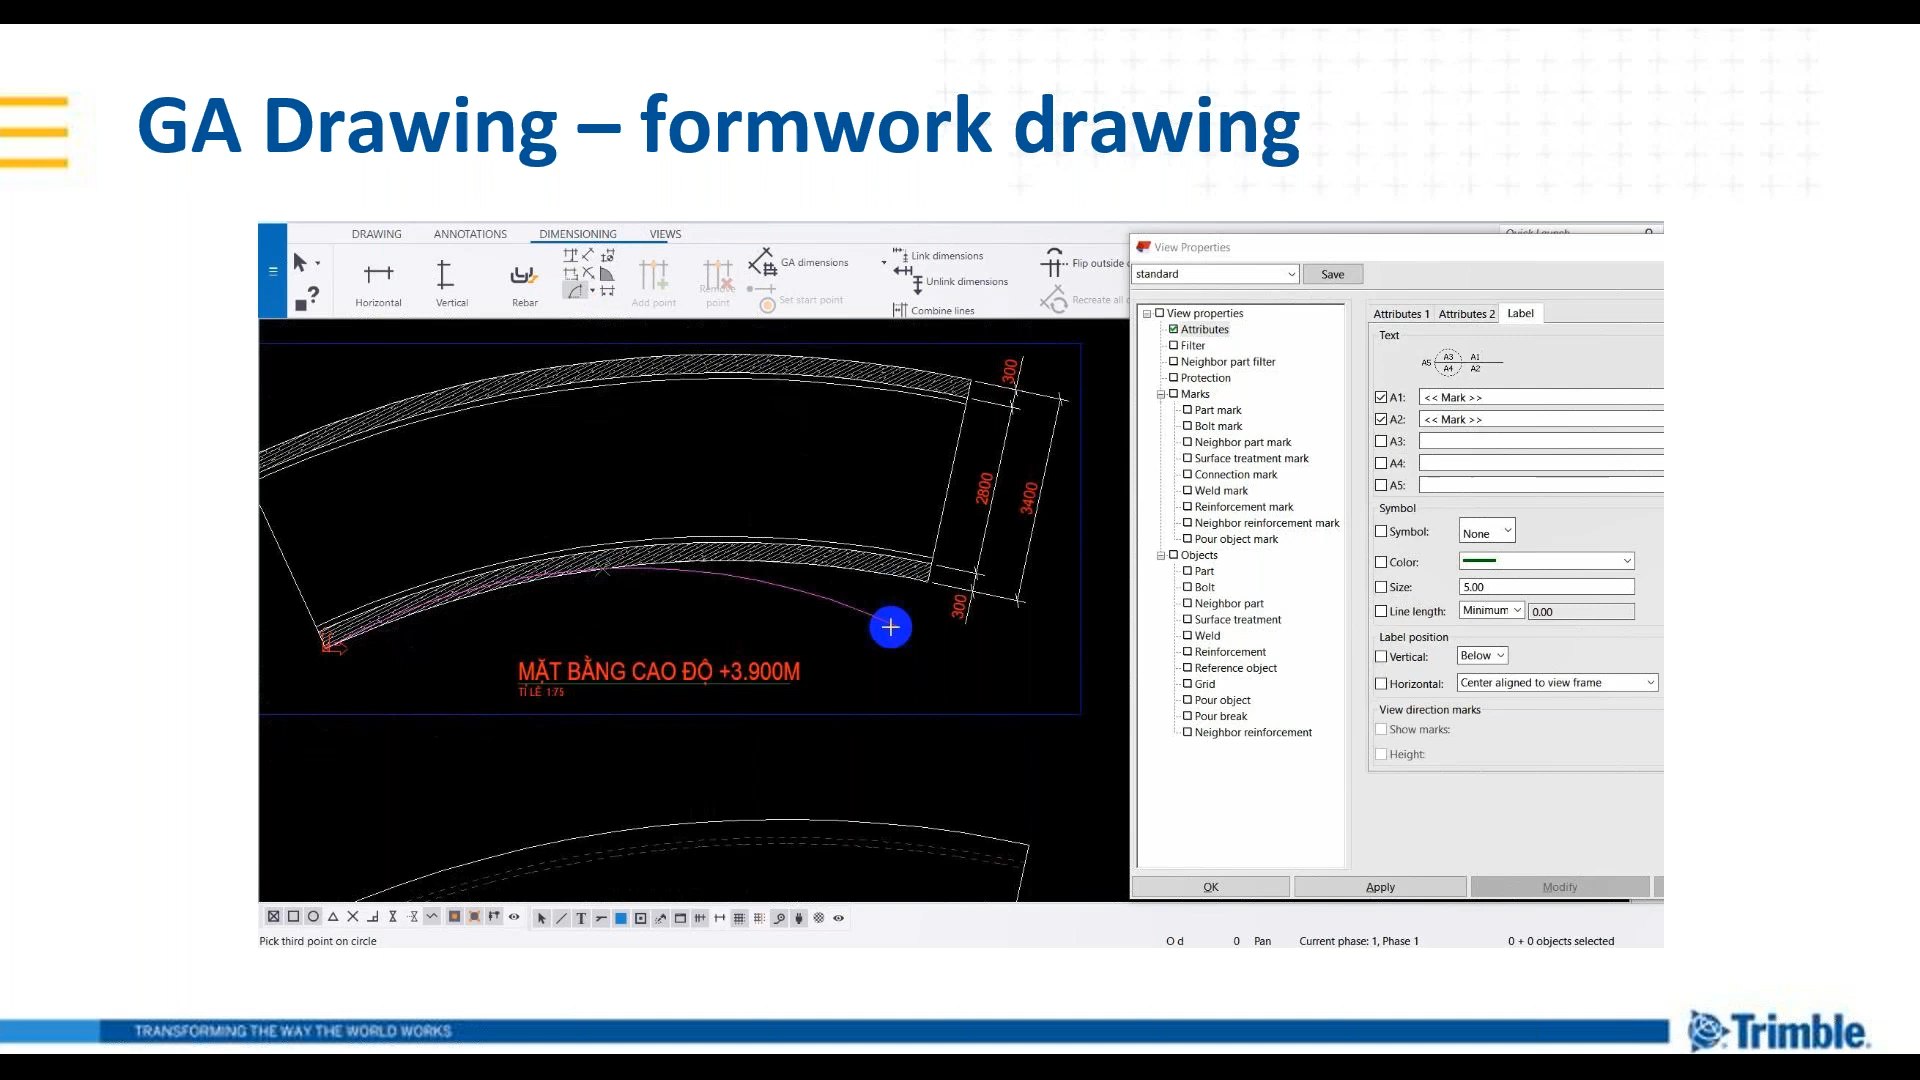 GA Drawing – formwork drawing
DRAWING ANNOTATIONS DIMENSIONING VIEWS
Quick Launch
Horizontal Vertical Rebar Add point Remove point GA dimensions Set start point Link dimensions Unlink dimensions Combine lines Flip outside
Recreate all
View Properties
standard Save
View properties
Attributes
Filter
Neighbor part filter
Protection
Marks
Part mark
Bolt mark
Neighbor part mark
Surface treatment mark
Connection mark
Weld mark
Reinforcement mark
Neighbor reinforcement mark
Pour object mark
Objects
Part
Bolt
Neighbor part
Surface treatment
Weld
Reinforcement
Reference object
Grid
Pour object
Pour break
Neighbor reinforcement
Attributes 1 Attributes 2 Label
Text
A5 A3 A1
A4 A2
A1: << Mark >>
A2: << Mark >>
A3:
A4:
A5:
Symbol
Symbol: None
Color:
Size: 5.00
Line length: Minimum 0.00
Label position
Vertical: Below
Horizontal: Center aligned to view frame
View direction marks
Show marks:
Height:
OK Apply Modify
300
2800
3400
300
MẶT BẰNG CAO ĐỘ +3.900M
TỈ LỆ 1:75
Pick third point on circle
O d 0 Pan Current phase: 1, Phase 1 0 + 0 objects selected
TRANSFORMING THE WAY THE WORLD WORKS
Trimble